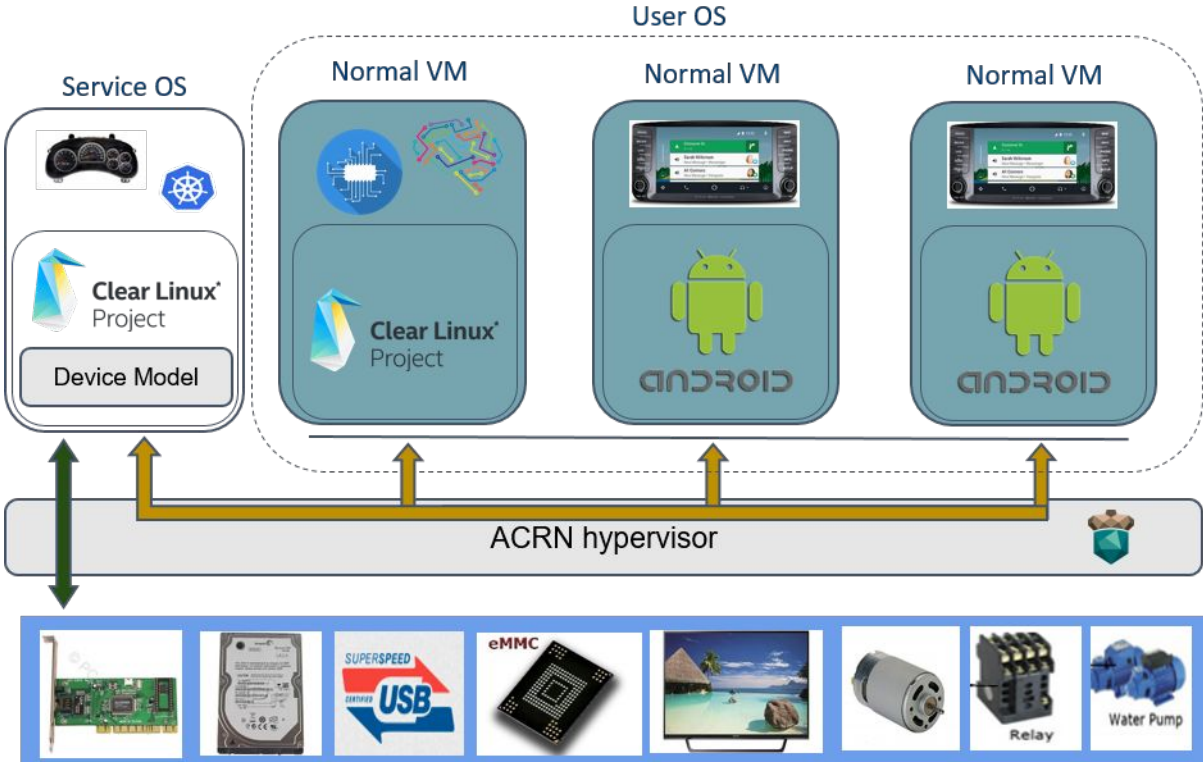 User OS
Service OS
Normal VM
Normal VM
Normal VM
Clear Linux*
Project
Device Model
Clear Linux*
Project
ANDROID
ANDROID
ACRN hypervisor
SUPERSPEED
CERTIFIED
USB
eMMC
Relay
Water Pump